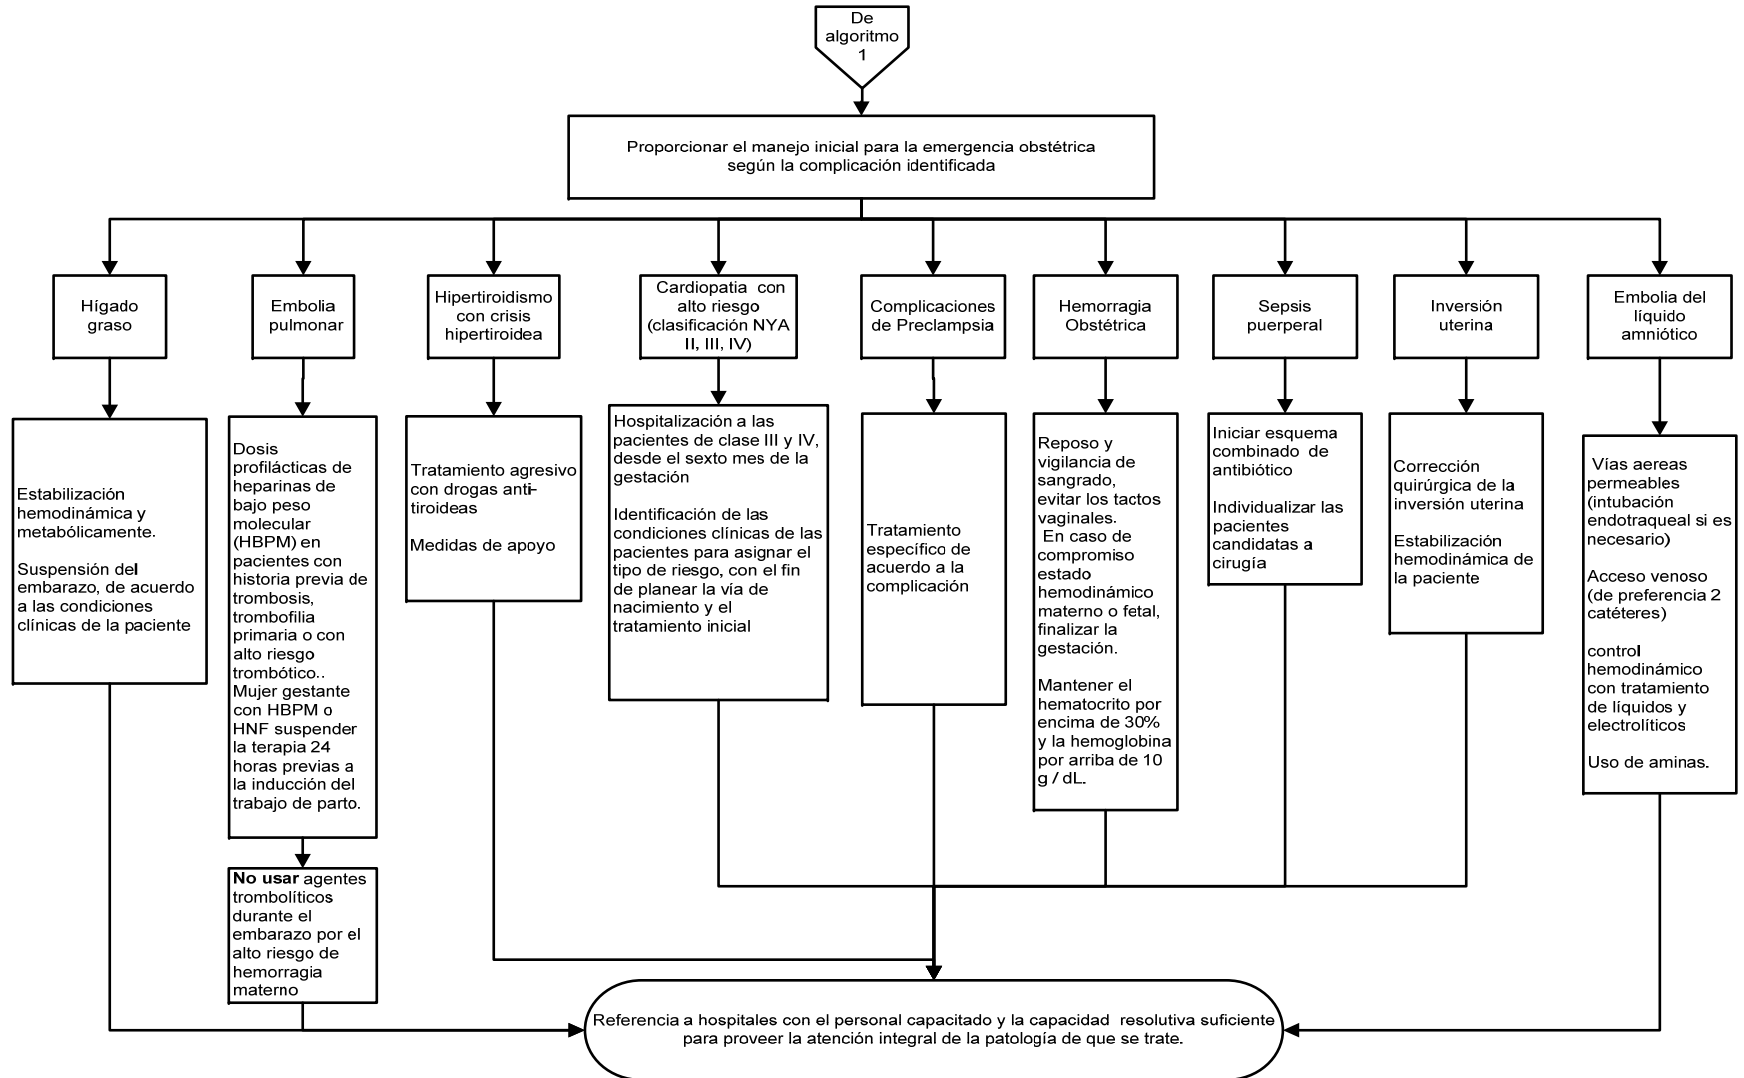 De
algoritmo
1
Proporcionar el manejo inicial para la emergencia obstétrica
según la complicación identificada
Hígado
graso
Embolia
pulmonar
Hipertiroidismo
con crisis
hipertiroidea
Cardiopatia con
alto riesgo
(clasificación NYA
II, III, IV)
Complicaciones
de Preclampsia
Hemorragia
Obstétrica
Sepsis
puerperal
Inversión
uterina
Embolia del
líquido
amniótico
Estabilización
hemodinámica y
metabólicamente.
Suspensión del
embarazo, de acuerdo
a las condiciones
clínicas de la paciente
Dosis
profilácticas de
heparinas de
bajo peso
molecular
(HBPM) en
pacientes con
historia previa de
trombosis,
trombofilia
primaria o con
alto riesgo
trombótico..
Mujer gestante
con HBPM o
HNF suspender
la terapia 24
horas previas a
la inducción del
trabajo de parto.
No usar agentes
trombolíticos
durante el
embarazo por el
alto riesgo de
hemorragia
materno
Tratamiento agresivo
con drogas anti-
tiroideas
Medidas de apoyo
Hospitalización a las
pacientes de clase III y IV,
desde el sexto mes de la
gestación
Identificación de las
condiciones clínicas de las
pacientes para asignar el
tipo de riesgo, con el fin
de planear la vía de
nacimiento y el
tratamiento inicial
Tratamiento
específico de
acuerdo a la
complicación
Reposo y
vigilancia de
sangrado,
evitar los tactos
vaginales.
En caso de
compromiso
estado
hemodinámico
materno o fetal,
finalizar la
gestación.
Mantener el
hematocrito por
encima de 30%
y la hemoglobina
por arriba de 10
g / dL.
Iniciar esquema
combinado de
antibiótico
Individualizar las
pacientes
candidatas a
cirugía
Corrección
quirúrgica de la
inversión uterina
Estabilización
hemodinámica de
la paciente
Vías aereas
permeables
(intubación
endotraqueal si es
necesario)
Acceso venoso
(de preferencia 2
catéteres)
control
hemodinámico
con tratamiento
de líquidos y
electrolíticos
Uso de aminas.
Referencia a hospitales con el personal capacitado y la capacidad resolutiva suficiente
para proveer la atención integral de la patología de que se trate.